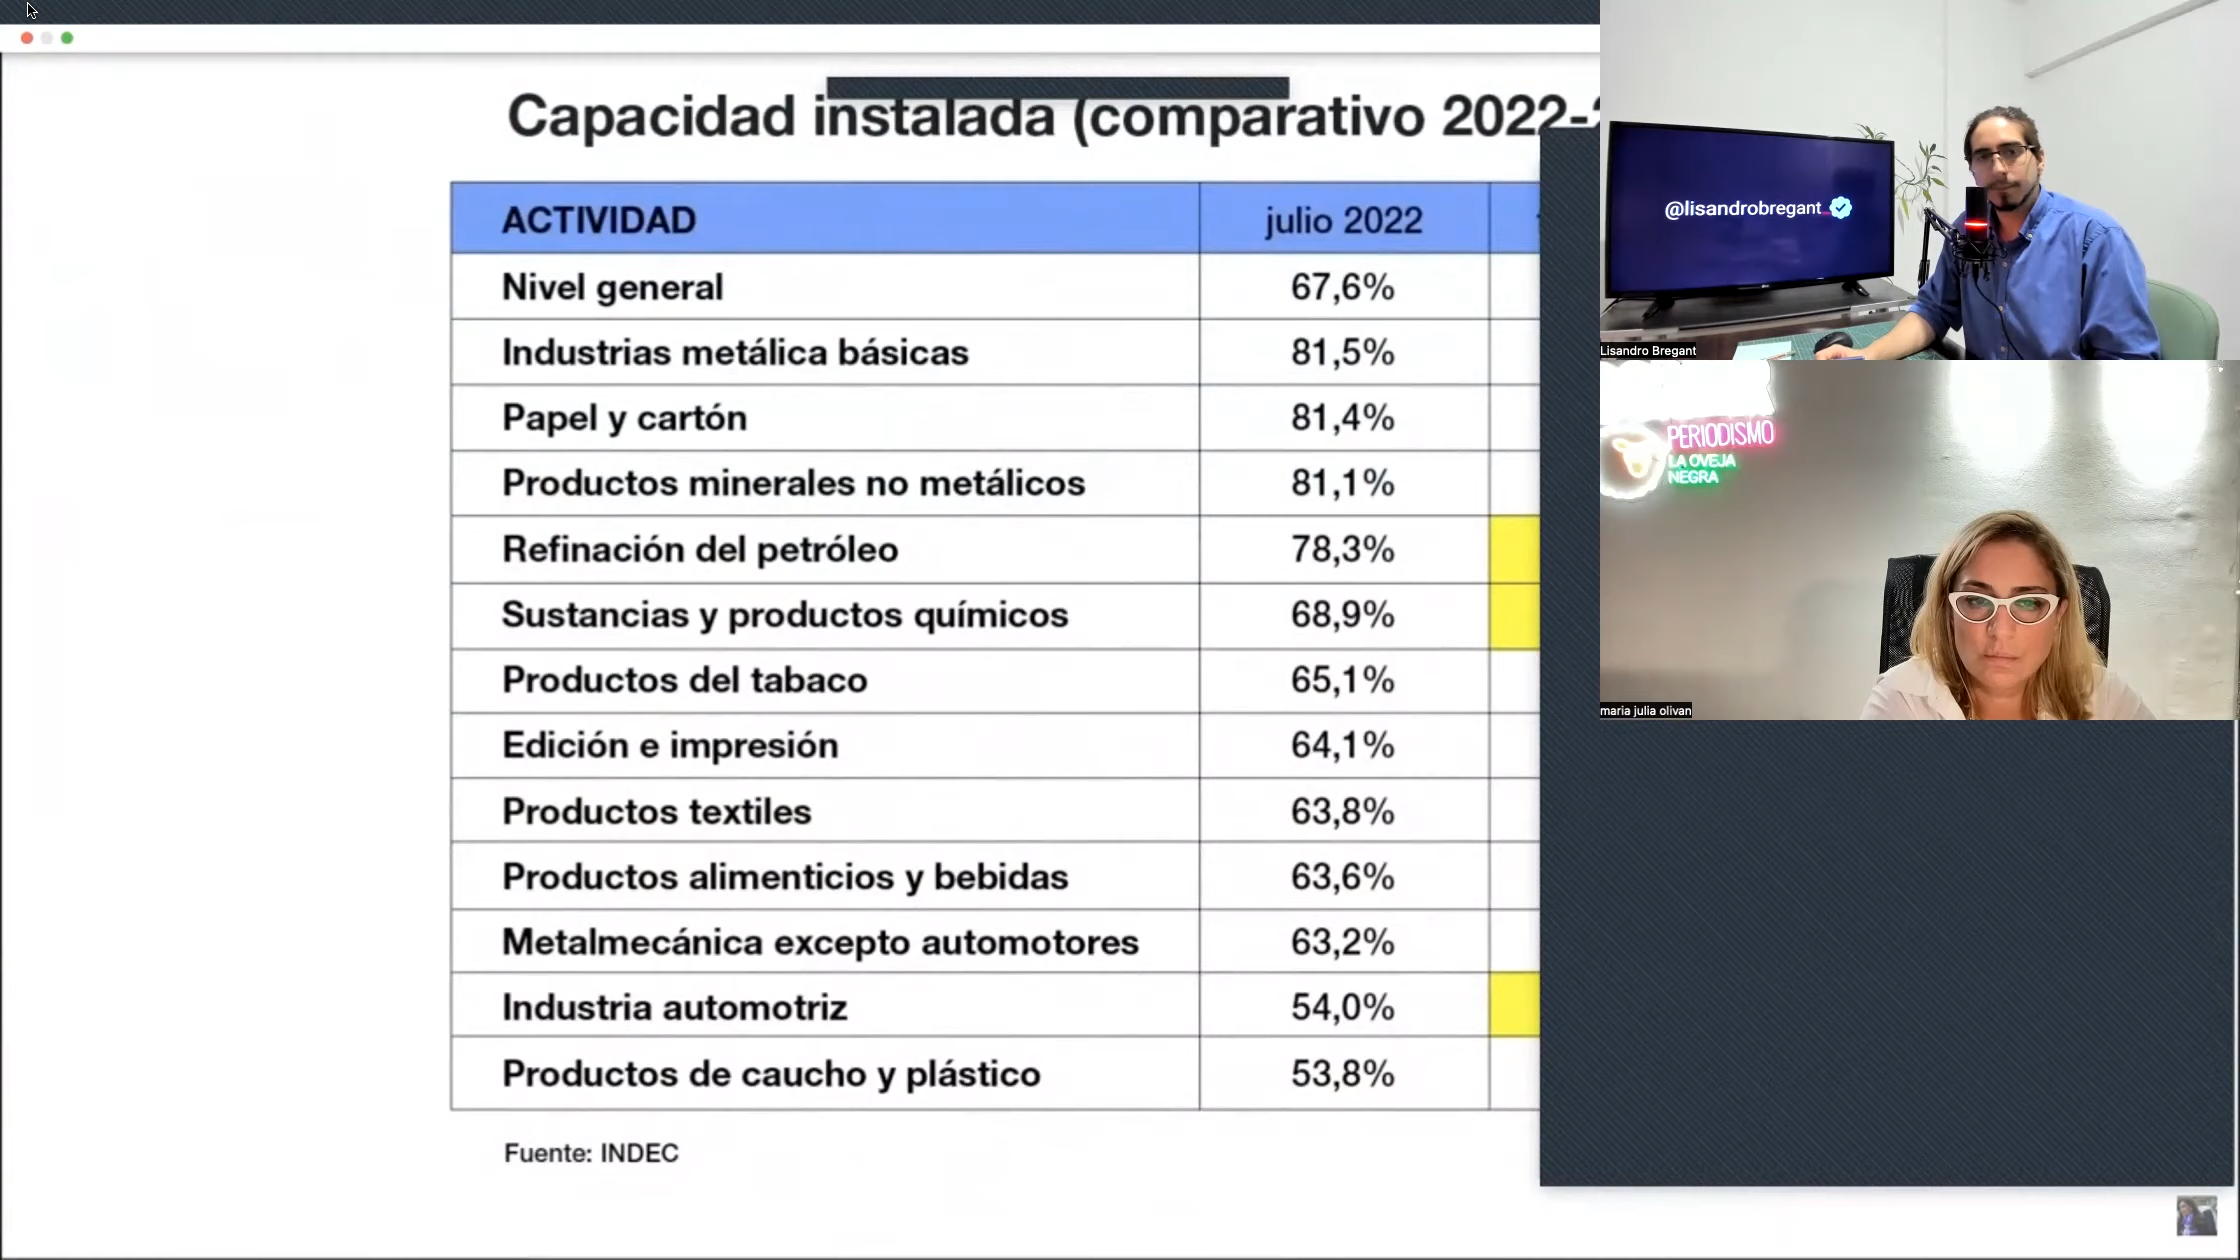 Capacidad instalada (comparativo 2022-
ACTIVIDAD julio 2022
Nivel general 67,6%
Industrias metálica básicas 81,5%
Papel y cartón 81,4%
Productos minerales no metálicos 81,1%
Refinación del petróleo 78,3%
Sustancias y productos químicos 68,9%
Productos del tabaco 65,1%
Edición e impresión 64,1%
Productos textiles 63,8%
Productos alimenticios y bebidas 63,6%
Metalmecánica excepto automotores 63,2%
Industria automotriz 54,0%
Productos de caucho y plástico 53,8%
Fuente: INDEC
@lisandrobregant
Lisandro Bregant
PERIODISMO
LA OVEJA
NEGRA
maria julia olivan